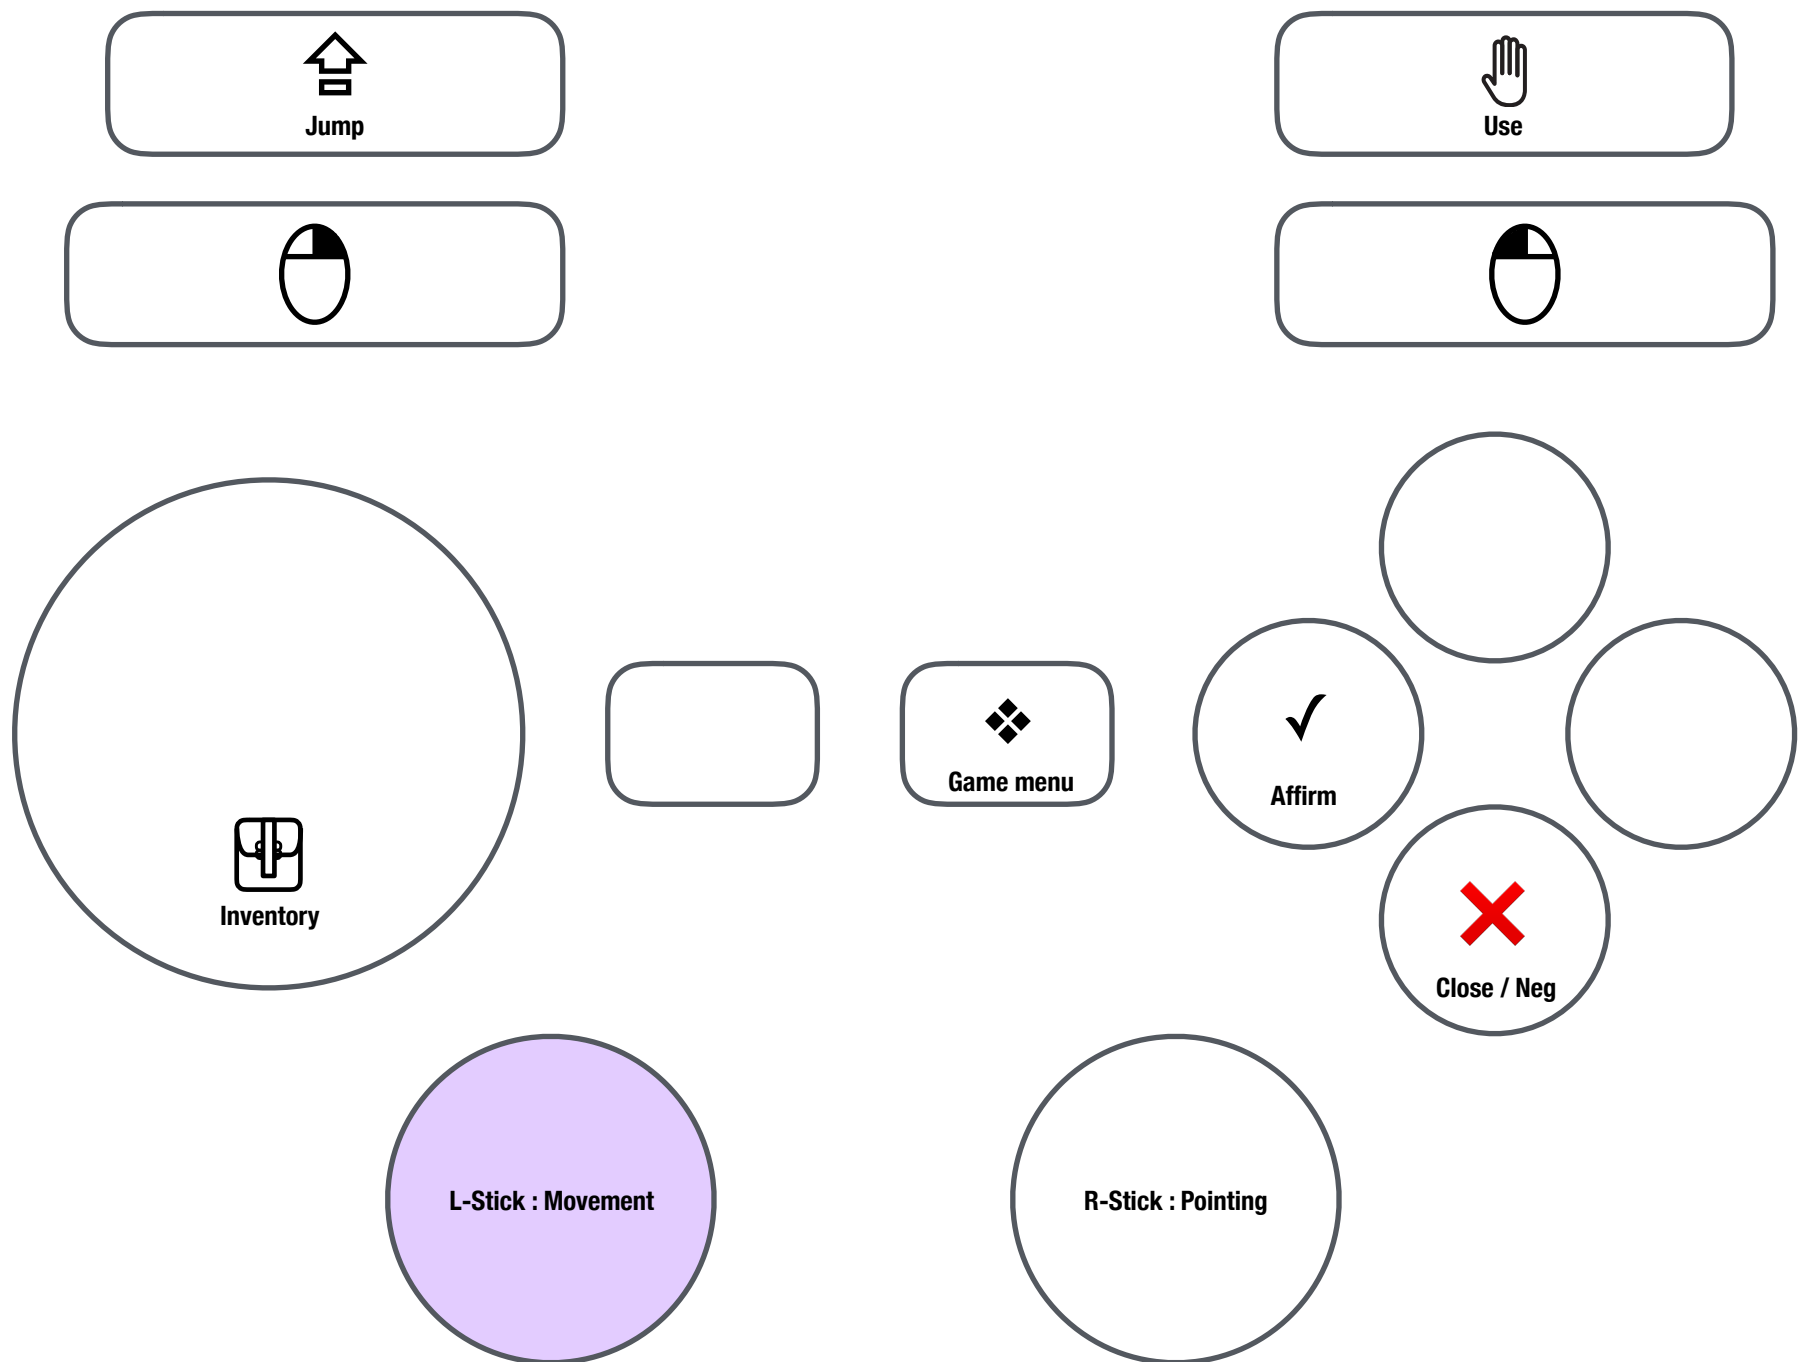 Jump
Use
Game menu
Affirm
Inventory
Close / Neg
L-Stick : Movement
R-Stick : Pointing